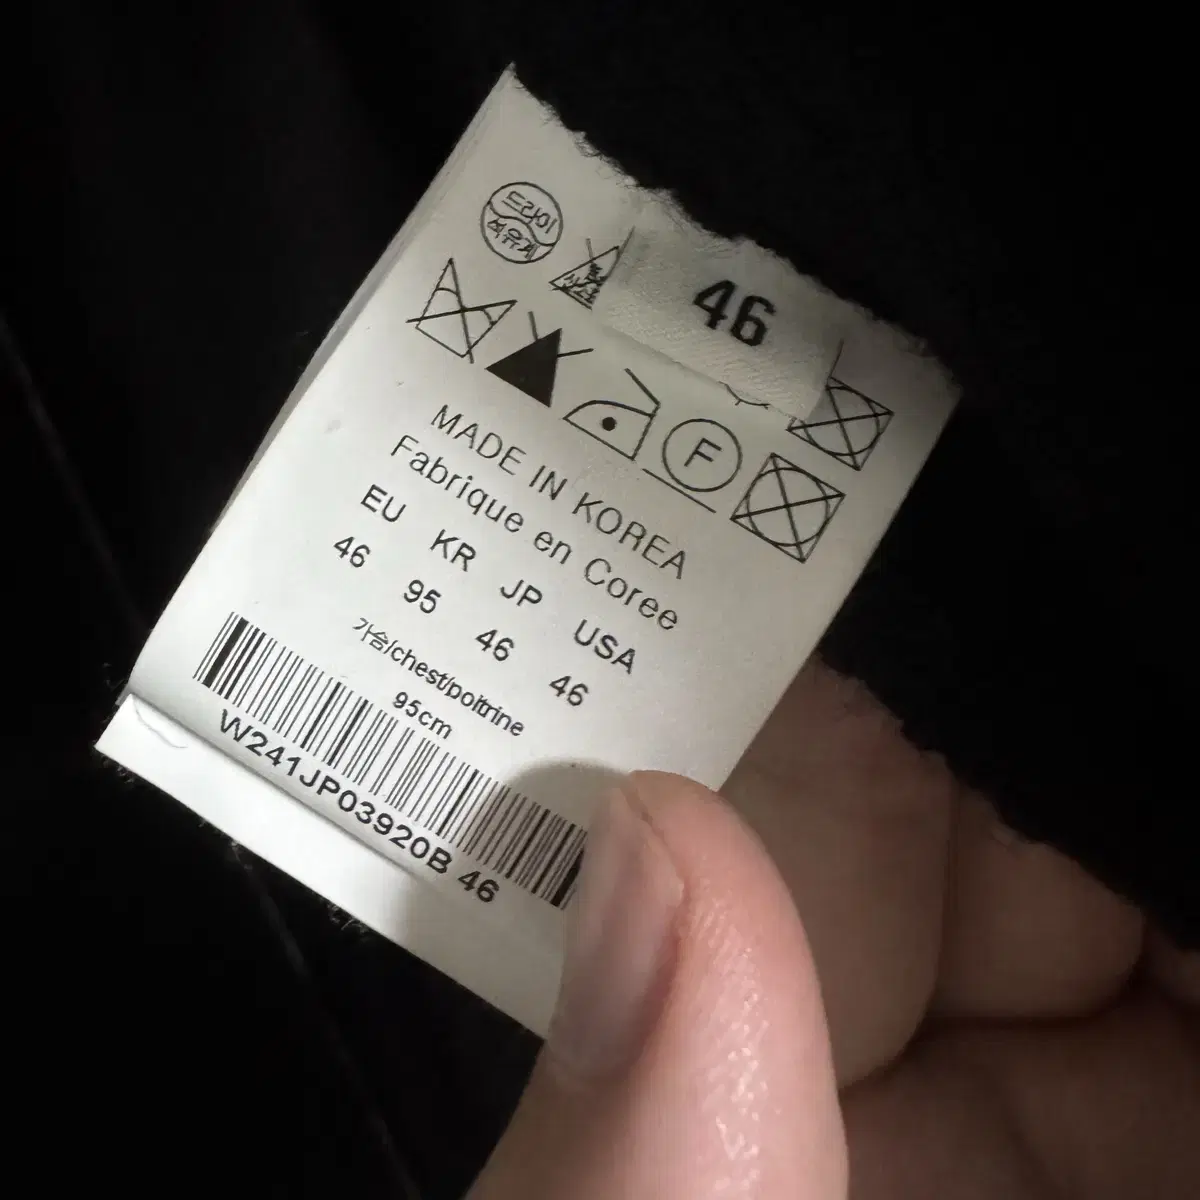 드라이
석유계
46
F
MADE IN KOREA
Fabrique en Coree
EU KR JP USA
46 95 46 46
가슴/chest/poitrine
95cm
W241JP03920B 46